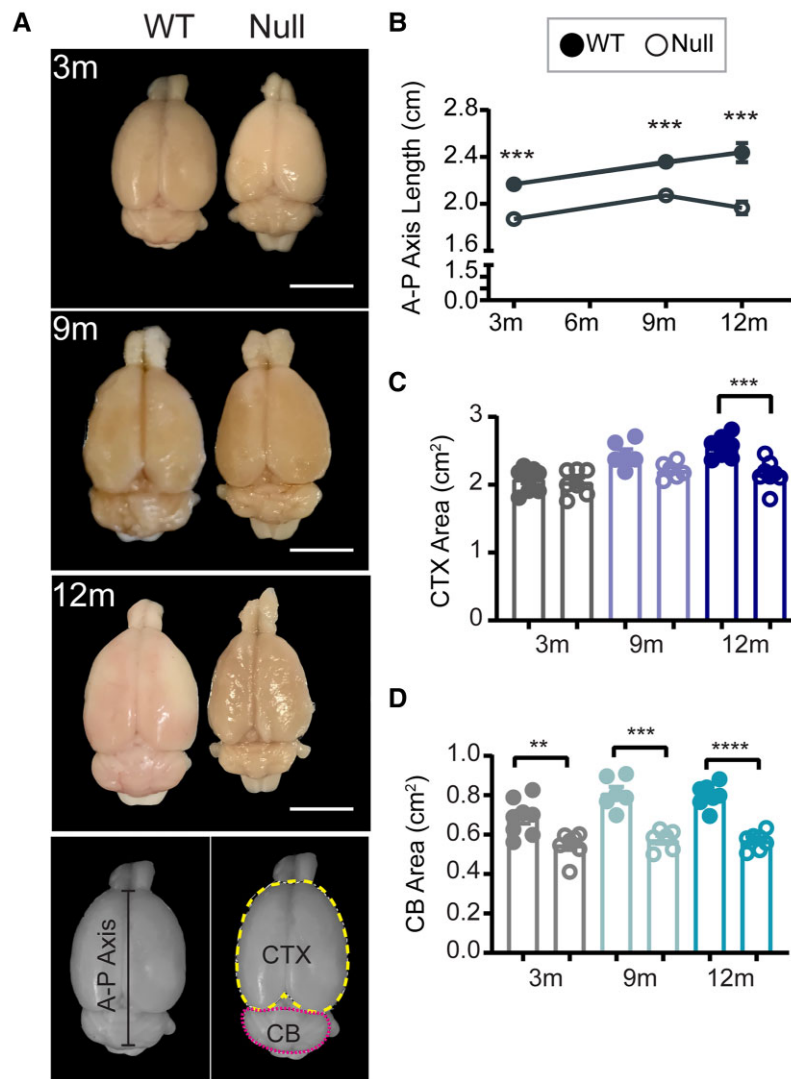 A
WT Null
3m
9m
12m
A-P Axis
CTX
CB
B
WT Null
A-P Axis Length (cm)
2.8
2.4
2.0
1.6
1.5
0.0
*** *** ***
3m 6m 9m 12m
C
CTX Area (cm²)
3
2
1
0
***
3m 9m 12m
D
CB Area (cm²)
1.0
0.8
0.6
0.4
0.2
0.0
** *** ****
3m 9m 12m